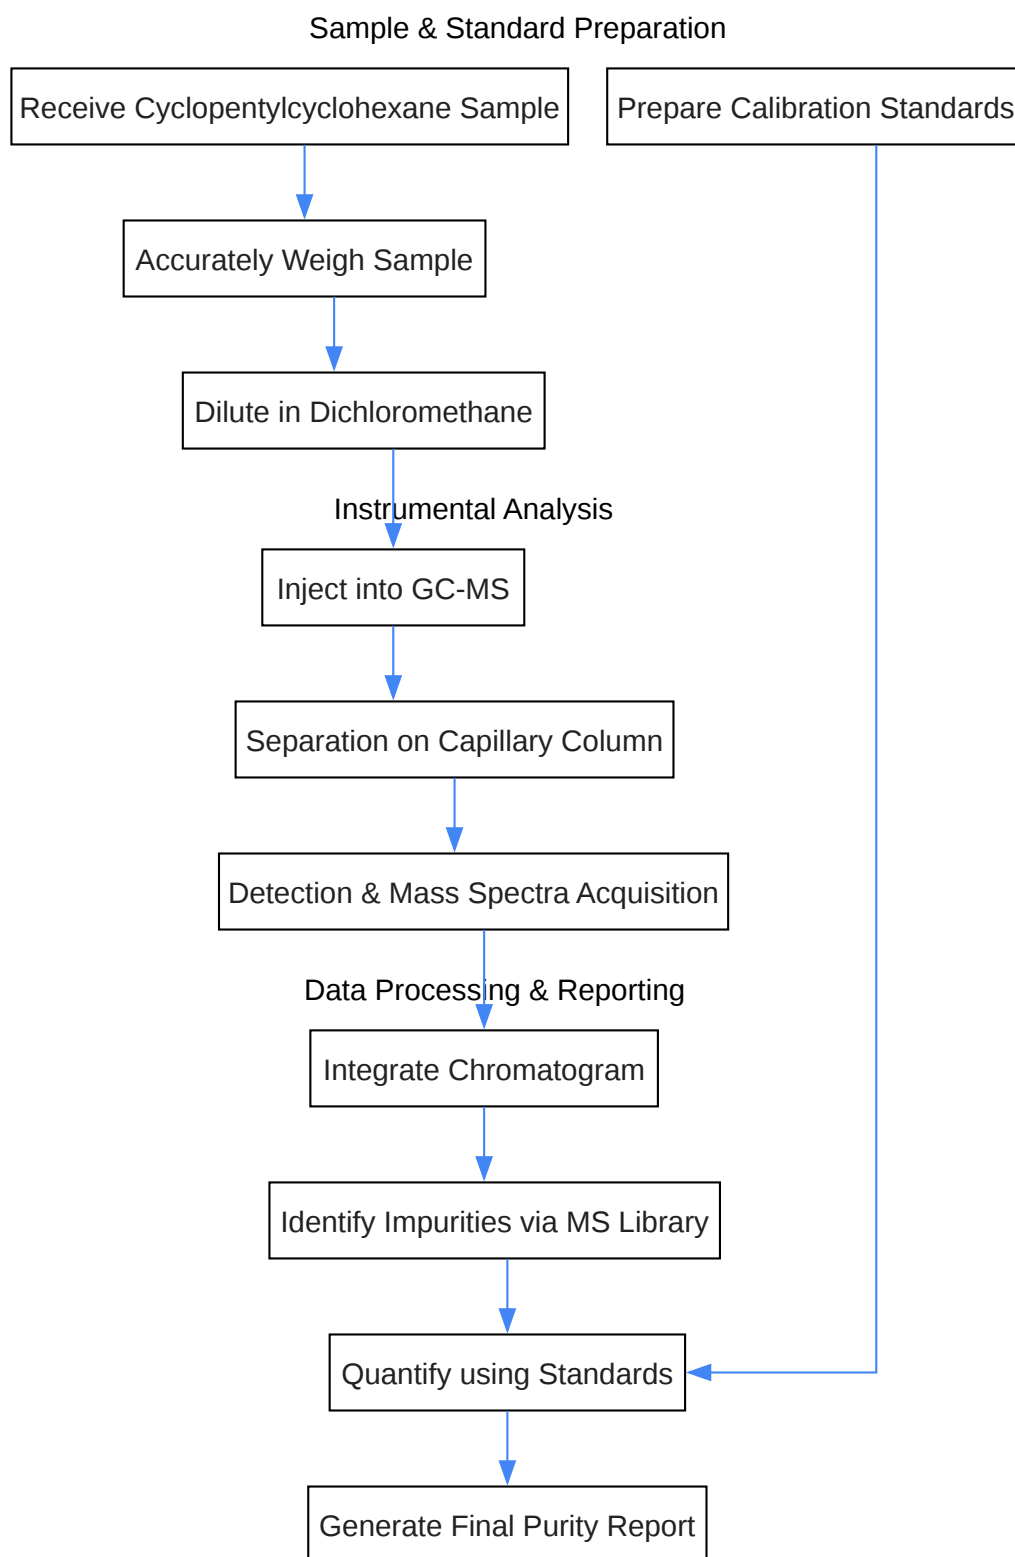 Sample & Standard Preparation
Receive Cyclopentylcyclohexane Sample
Prepare Calibration Standards
Accurately Weigh Sample
Dilute in Dichloromethane
Instrumental Analysis
Inject into GC-MS
Separation on Capillary Column
Detection & Mass Spectra Acquisition
Data Processing & Reporting
Integrate Chromatogram
Identify Impurities via MS Library
Quantify using Standards
Generate Final Purity Report